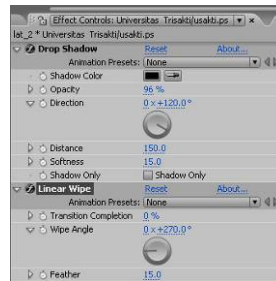 Effect Controls: Universitas Trisakti/usakti.ps
lat_2 * Universitas Trisakti/usakti.ps
Drop Shadow Reset About...
Animation Presets: None
Shadow Color
Opacity 96 %
Direction 0 x +120.0°
Distance 150.0
Softness 15.0
Shadow Only Shadow Only
Linear Wipe Reset About...
Animation Presets: None
Transition Completion 0 %
Wipe Angle 0 x +270.0°
Feather 15.0